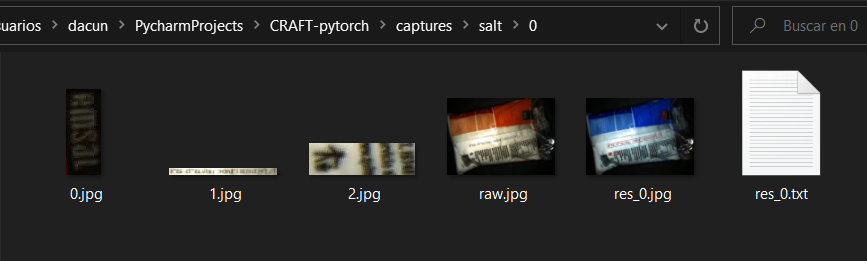 suarios > dacun > PycharmProjects > CRAFT-pytorch > captures > salt > 0
Buscar en 0
0.jpg
1.jpg
2.jpg
raw.jpg
res_0.jpg
res_0.txt